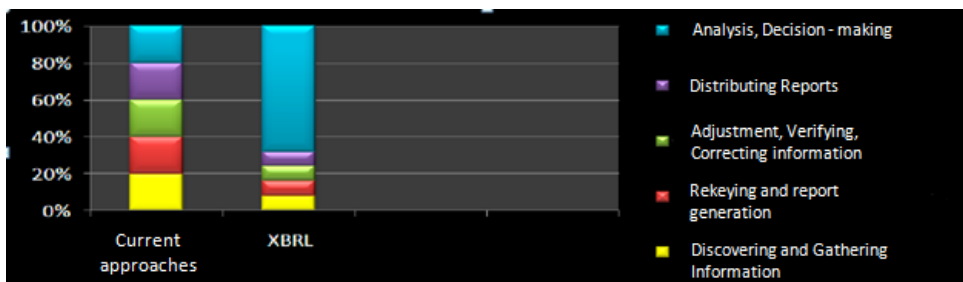 100%
80%
60%
40%
20%
0%
Current
approaches
XBRL
Analysis, Decision - making
Distributing Reports
Adjustment, Verifying,
Correcting information
Rekeying and report
generation
Discovering and Gathering
Information